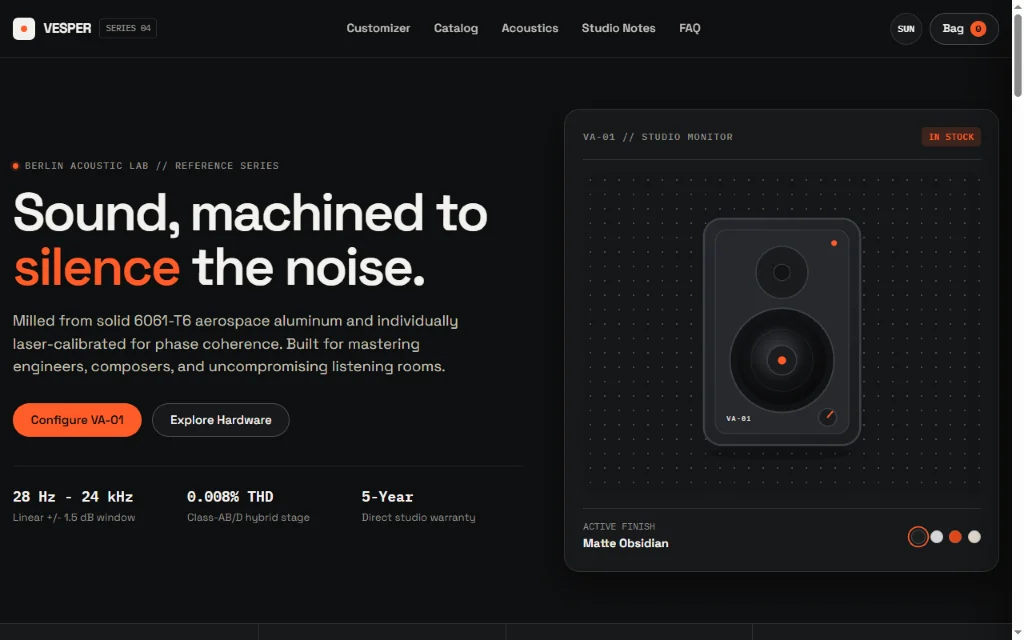 VESPER
SERIES 04
Customizer
Catalog
Acoustics
Studio Notes
FAQ
SUN
Bag 0
BERLIN ACOUSTIC LAB // REFERENCE SERIES
Sound, machined to
silence the noise.
Milled from solid 6061-T6 aerospace aluminum and individually
laser-calibrated for phase coherence. Built for mastering
engineers, composers, and uncompromising listening rooms.
Configure VA-01
Explore Hardware
28 Hz - 24 kHz
Linear +/- 1.5 dB window
0.008% THD
Class-AB/D hybrid stage
5-Year
Direct studio warranty
VA-01 // STUDIO MONITOR
IN STOCK
VA-01
ACTIVE FINISH
Matte Obsidian